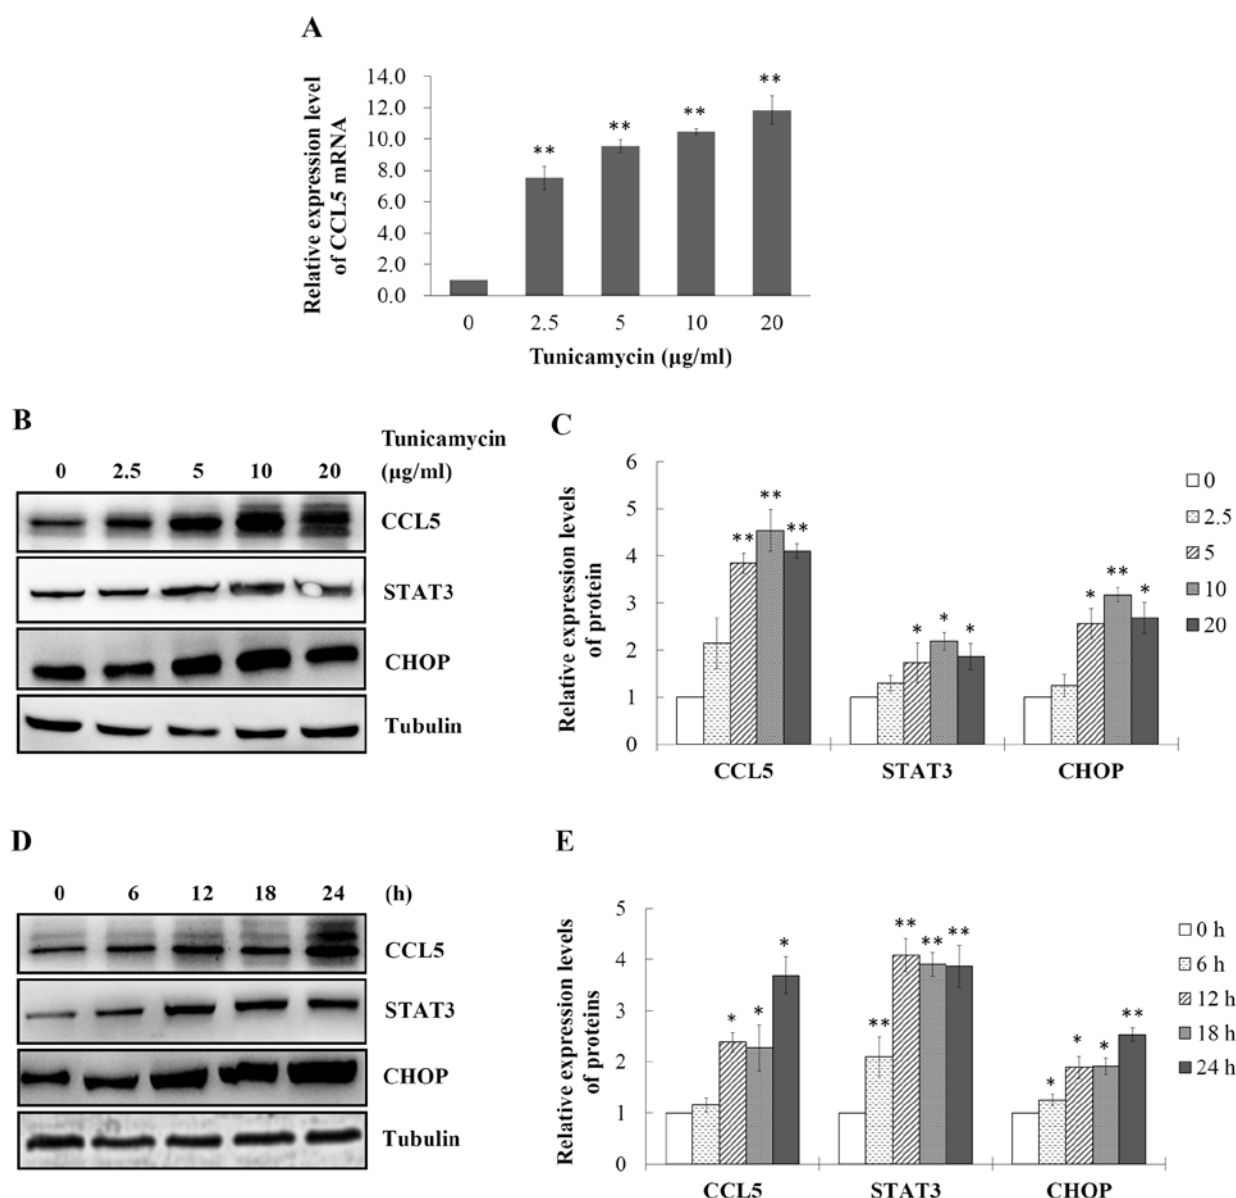 A
Relative expression level
of CCL5 mRNA
14.0
12.0
10.0
8.0
6.0
4.0
2.0
0.0
** ** ** **
0 2.5 5 10 20
Tunicamycin (μg/ml)
B
Tunicamycin
0 2.5 5 10 20 (μg/ml)
CCL5
STAT3
CHOP
Tubulin
C
Relative expression levels
of protein
6
5
4
3
2
1
0
** ** **
* * *
* ** *
CCL5 STAT3 CHOP
0
2.5
5
10
20
D
0 6 12 18 24 (h)
CCL5
STAT3
CHOP
Tubulin
E
Relative expression levels
of proteins
5
4
3
2
1
0
* * *
** ** ** **
* * * **
CCL5 STAT3 CHOP
0 h
6 h
12 h
18 h
24 h